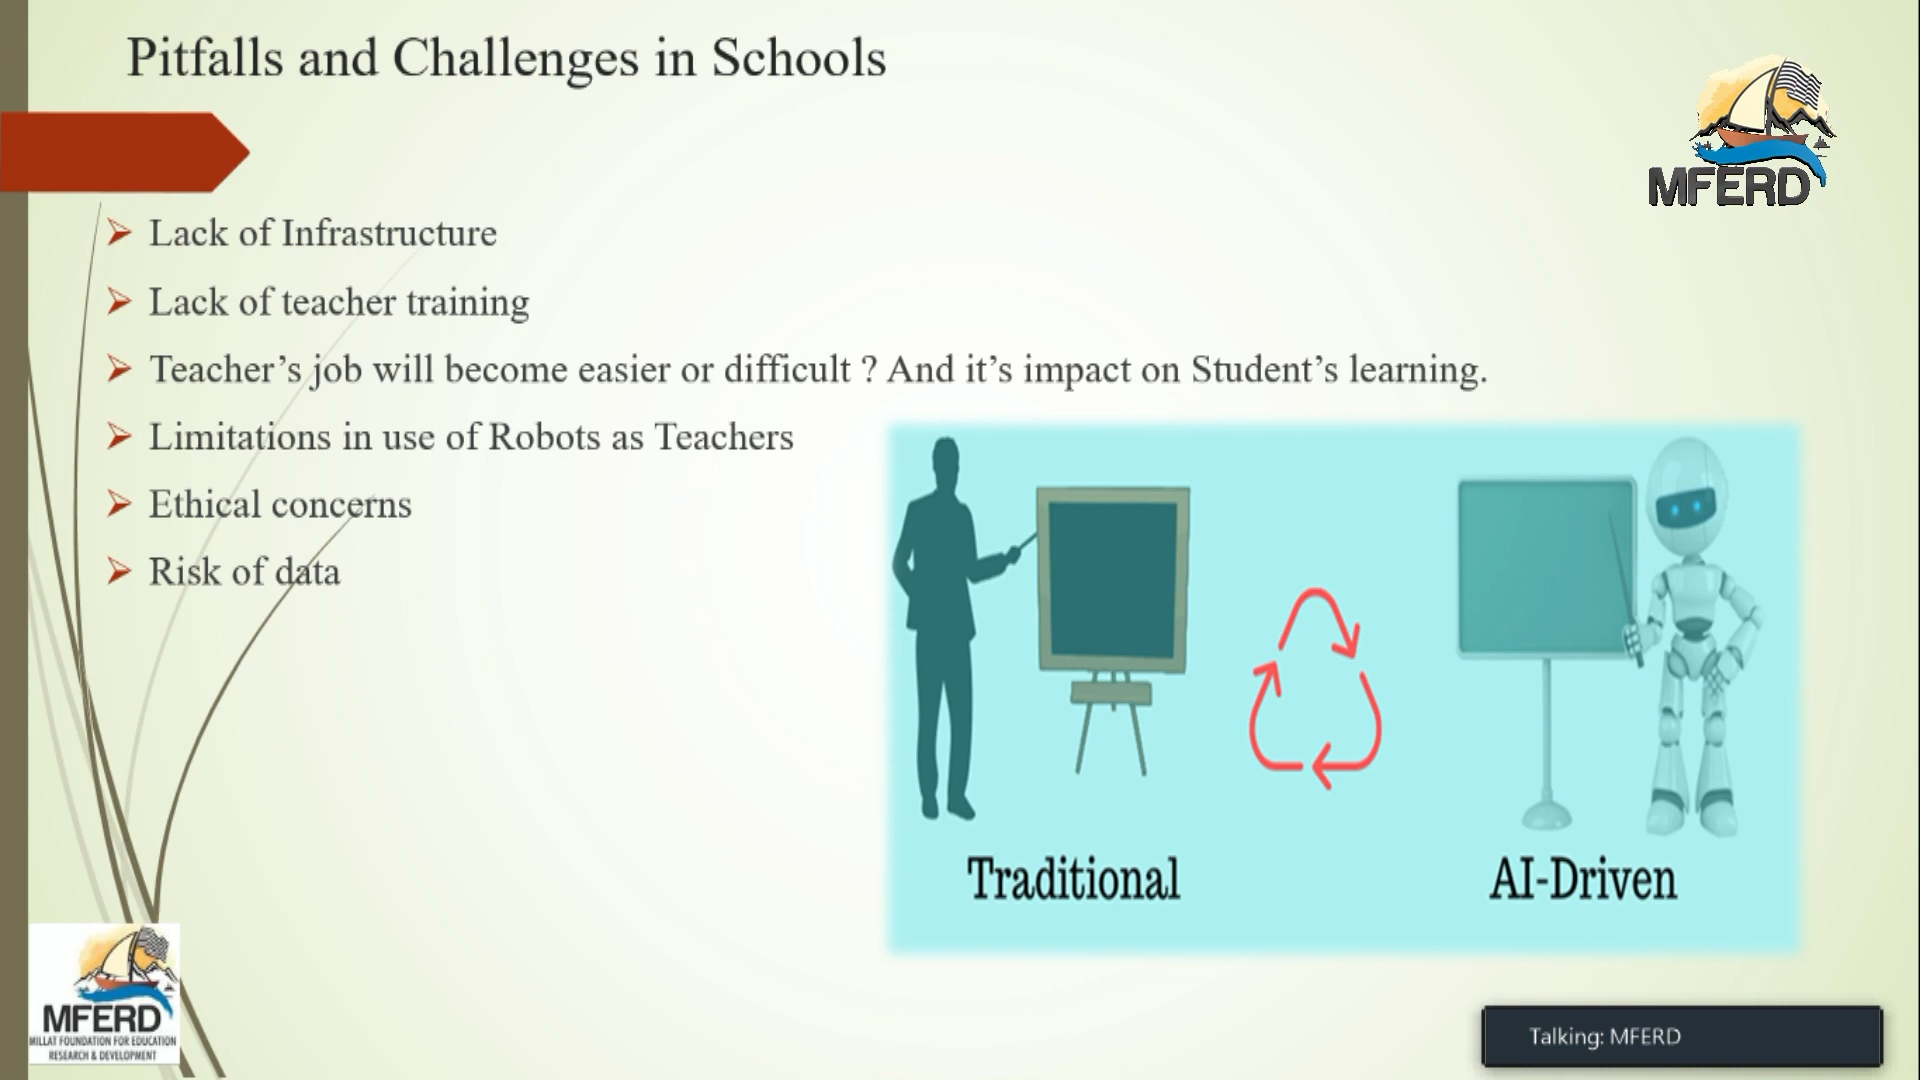 Pitfalls and Challenges in Schools
MFERD
Lack of Infrastructure
Lack of teacher training
Teacher’s job will become easier or difficult ? And it’s impact on Student’s learning.
Limitations in use of Robots as Teachers
Ethical concerns
Risk of data
Traditional
AI-Driven
MFERD
MILLAT FOUNDATION FOR EDUCATION
RESEARCH & DEVELOPMENT
Talking: MFERD